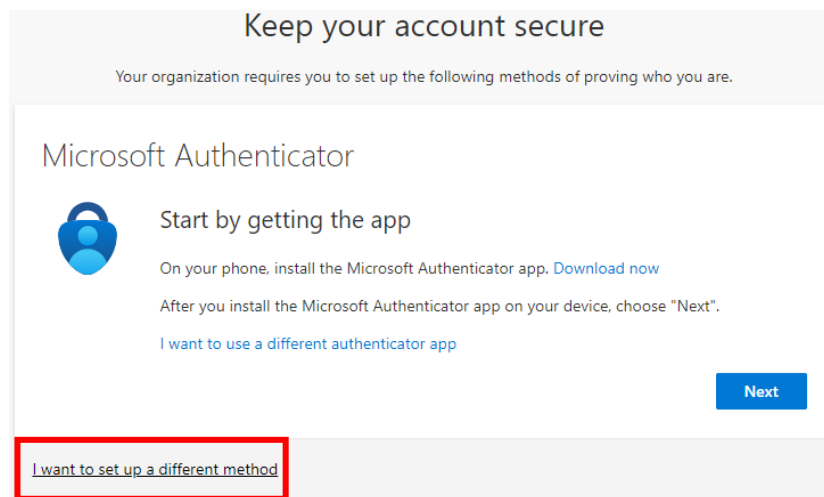 Keep your account secure
Your organization requires you to set up the following methods of proving who you are.
Microsoft Authenticator
Start by getting the app
On your phone, install the Microsoft Authenticator app. Download now
After you install the Microsoft Authenticator app on your device, choose "Next".
I want to use a different authenticator app
Next
I want to set up a different method